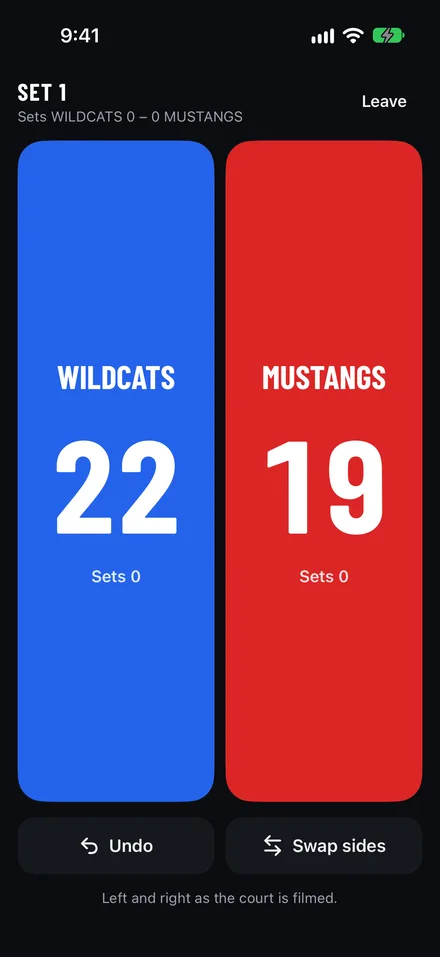 9:41
SET 1
Sets WILDCATS 0 – 0 MUSTANGS
Leave
WILDCATS
22
Sets 0
MUSTANGS
19
Sets 0
Undo
Swap sides
Left and right as the court is filmed.